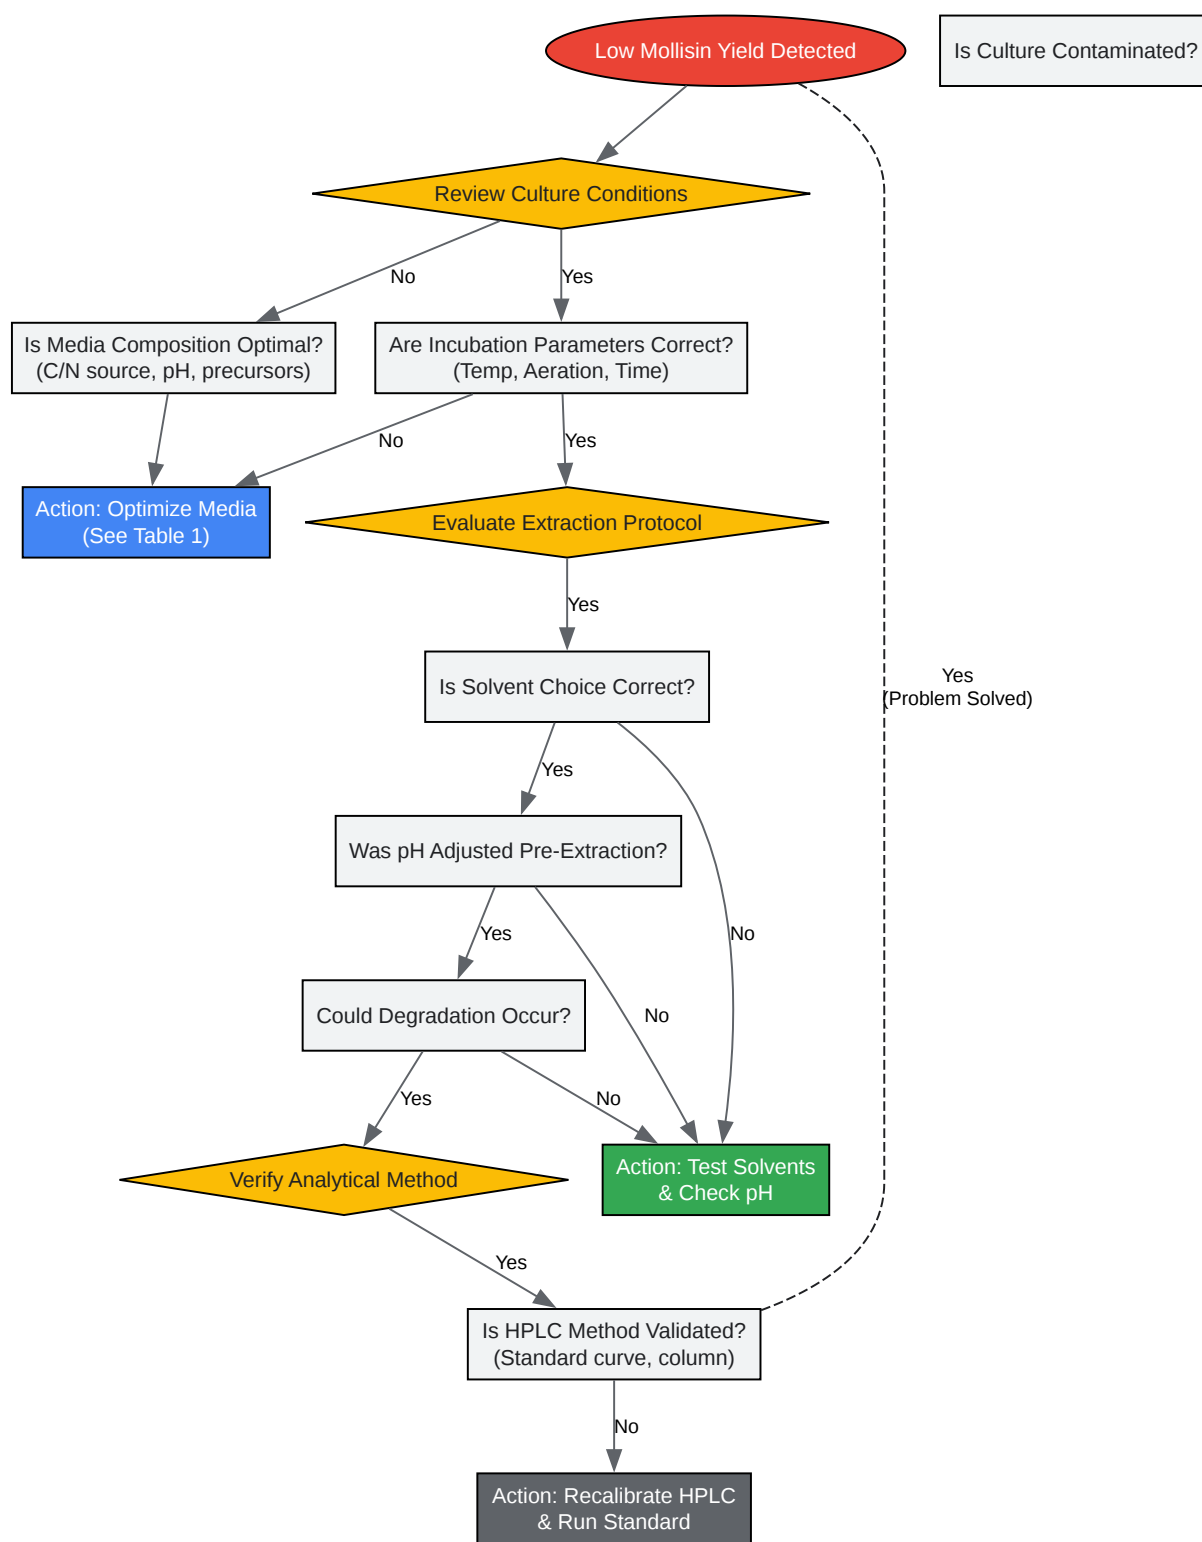 Low Mollisin Yield Detected
Is Culture Contaminated?
Review Culture Conditions
No
Yes
Is Media Composition Optimal?
(C/N source, pH, precursors)
Are Incubation Parameters Correct?
(Temp, Aeration, Time)
No
Yes
Action: Optimize Media
(See Table 1)
Evaluate Extraction Protocol
Yes
Is Solvent Choice Correct?
Yes
(Problem Solved)
Yes
Was pH Adjusted Pre-Extraction?
Yes
No
Could Degradation Occur?
No
Yes
No
Action: Test Solvents
& Check pH
Verify Analytical Method
Yes
Is HPLC Method Validated?
(Standard curve, column)
No
Action: Recalibrate HPLC
& Run Standard